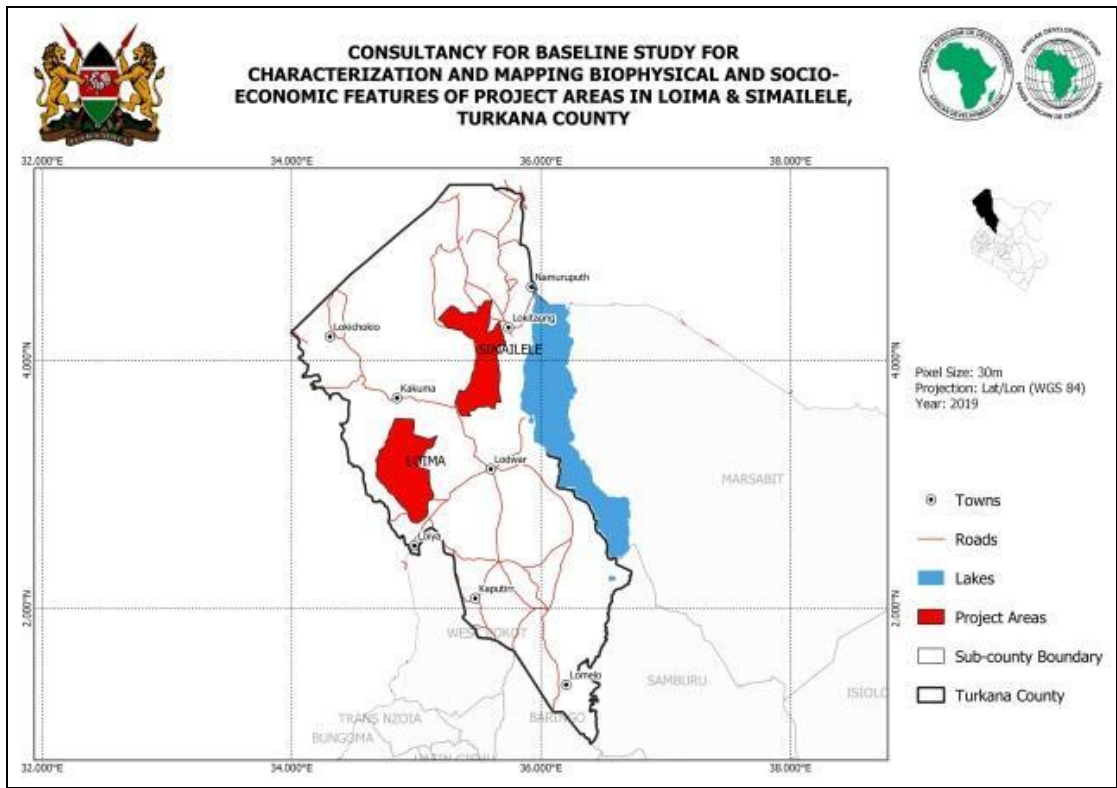 CONSULTANCY FOR BASELINE STUDY FOR
CHARACTERIZATION AND MAPPING BIOPHYSICAL AND SOCIO-
ECONOMIC FEATURES OF PROJECT AREAS IN LOIMA & SIMAILELE,
TURKANA COUNTY
32.000°E
34.000°E
36.000°E
38.000°E
Namuruputh
Lokitaung
Lokichokio
SIMAILELE
4.000°N
4.000°N
Kakuma
Pixel Size: 30m
Projection: Lat/Lon (WGS 84)
Year: 2019
LOIMA
Lodwar
MARSABIT
Towns
Loiya
Roads
Lakes
Kaputir
2.000°N
2.000°N
Project Areas
WEST POKOT
Sub-county Boundary
Lomelo
SAMBURU
ISIOLO
Turkana County
TRANS NZOIA
BARINGO
BUNGOMA
32.000°E
34.000°E
36.000°E
38.000°E